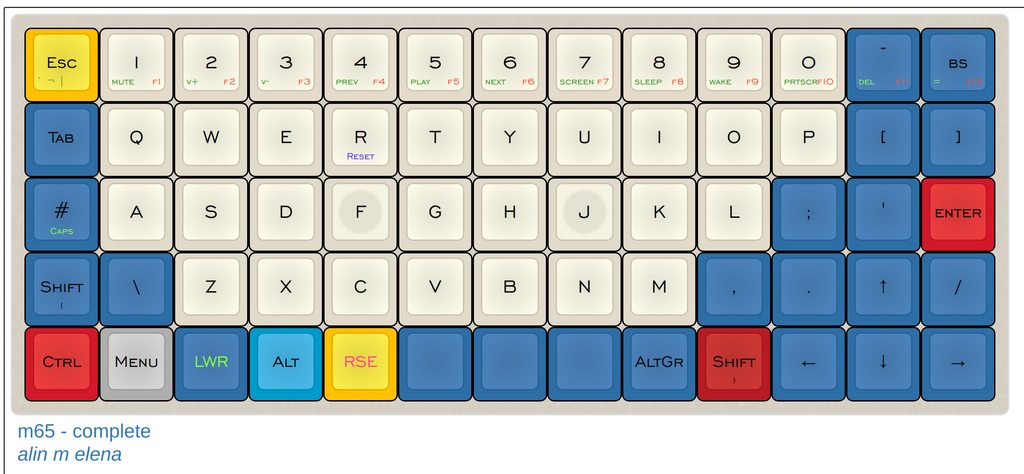 Esc 1 2 3 4 5 6 7 8 9 0 - BS
` ¬ | MUTE F1 V+ F2 V- F3 PREV F4 PLAY F5 NEXT F6 SCREEN F7 SLEEP F8 WAKE F9 PRTSCR F10 DEL F11 = F12
Tab Q W E R T Y U I O P [ ]
Reset
# A S D F G H J K L ; ' ENTER
Caps
Shift \ Z X C V B N M , . ↑ /
(
Ctrl Menu LWR Alt RSE AltGr Shift ← ↓ →
)
m65 - complete
alin m elena